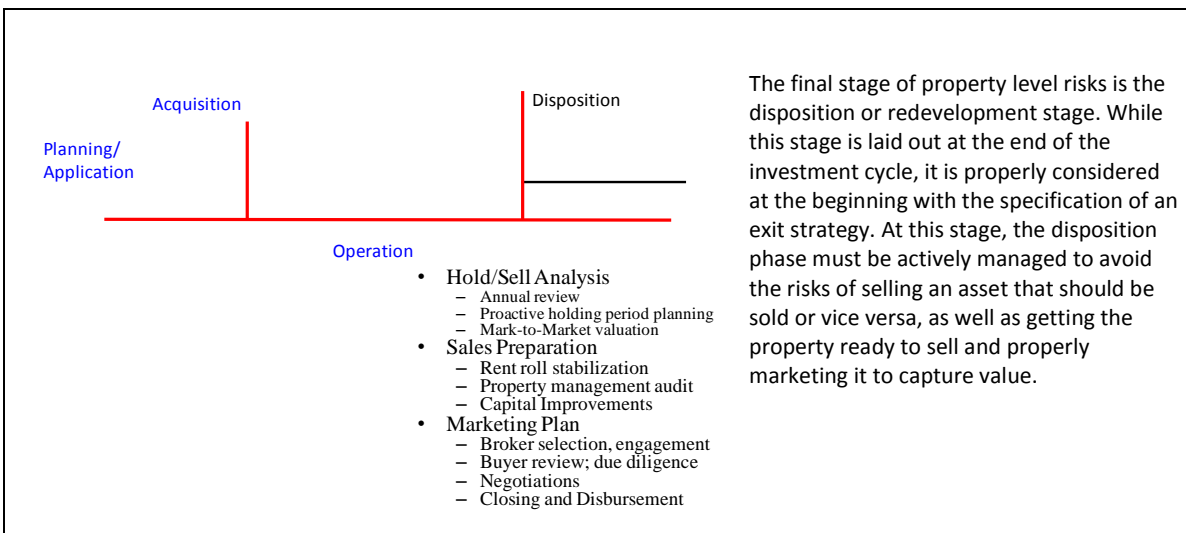 Acquisition
Disposition
Planning/
Application
Operation
• Hold/Sell Analysis
– Annual review
– Proactive holding period planning
– Mark-to-Market valuation
• Sales Preparation
– Rent roll stabilization
– Property management audit
– Capital Improvements
• Marketing Plan
– Broker selection, engagement
– Buyer review; due diligence
– Negotiations
– Closing and Disbursement
The final stage of property level risks is the
disposition or redevelopment stage. While
this stage is laid out at the end of the
investment cycle, it is properly considered
at the beginning with the specification of an
exit strategy. At this stage, the disposition
phase must be actively managed to avoid
the risks of selling an asset that should be
sold or vice versa, as well as getting the
property ready to sell and properly
marketing it to capture value.